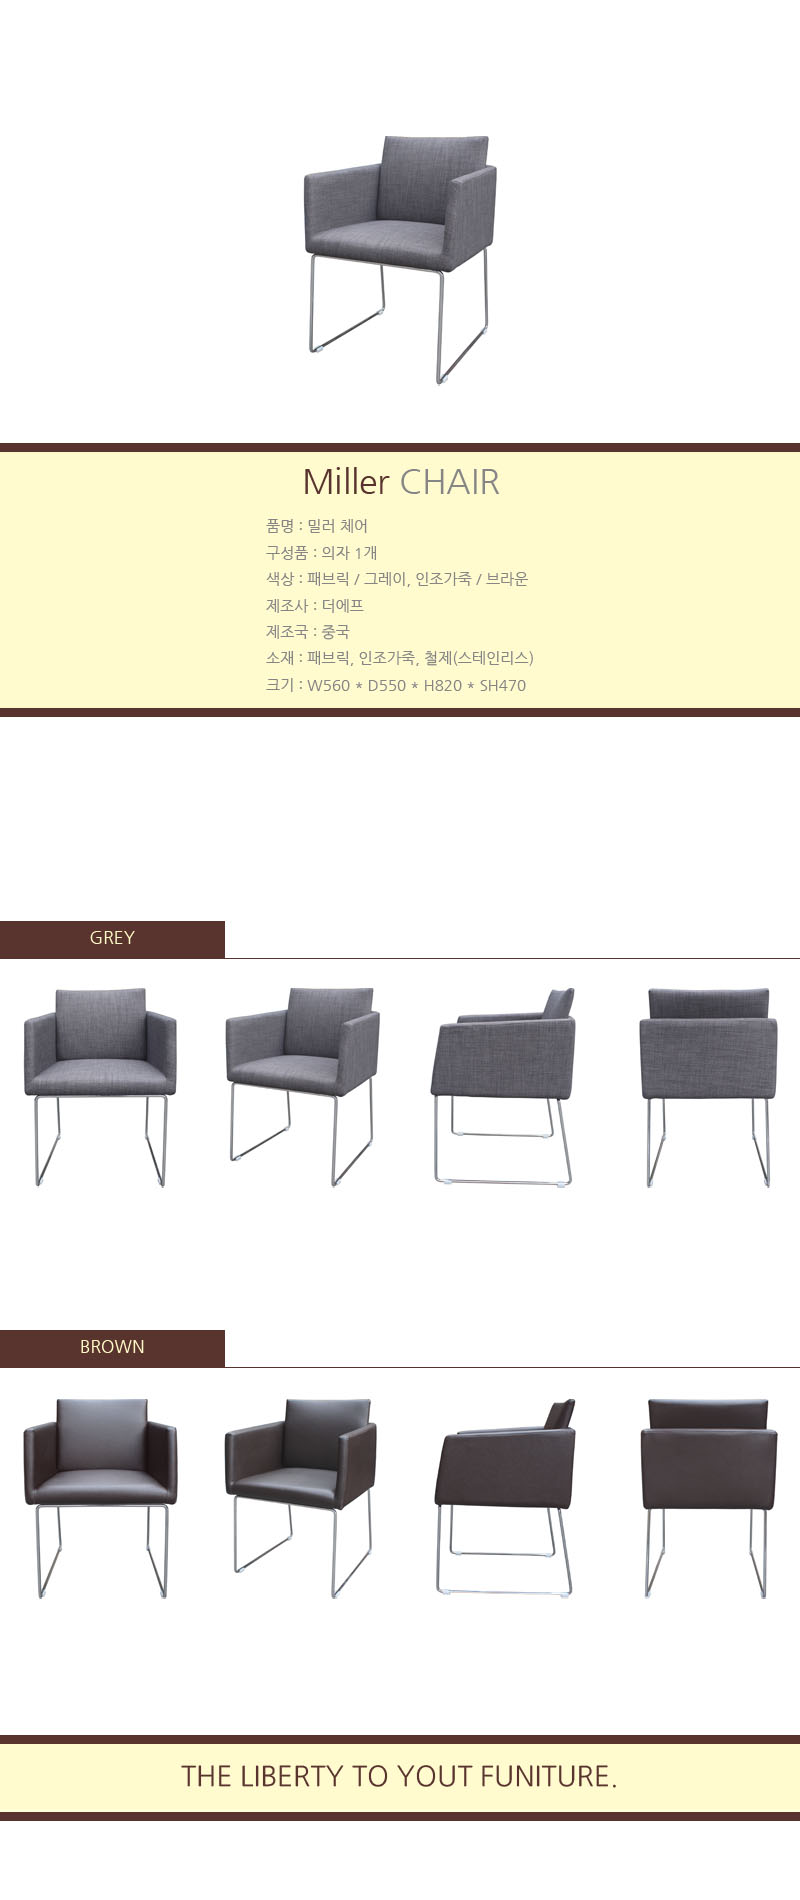 Miller CHAIR
품명 : 밀러 체어
구성품 : 의자 1개
색상 : 패브릭 / 그레이, 인조가죽 / 브라운
제조사 : 더에프
제조국 : 중국
소재 : 패브릭, 인조가죽, 철제(스테인리스)
크기 : W560 * D550 * H820 * SH470
GREY
BROWN
THE LIBERTY TO YOUT FUNITURE.